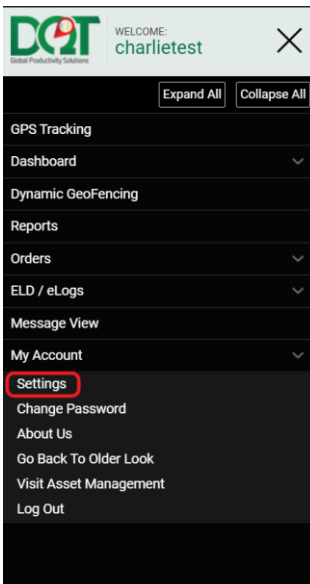 DQT
Global Productivity Solutions
WELCOME:
charlietest
Expand All Collapse All
GPS Tracking
Dashboard
Dynamic GeoFencing
Reports
Orders
ELD / eLogs
Message View
My Account
Settings
Change Password
About Us
Go Back To Older Look
Visit Asset Management
Log Out